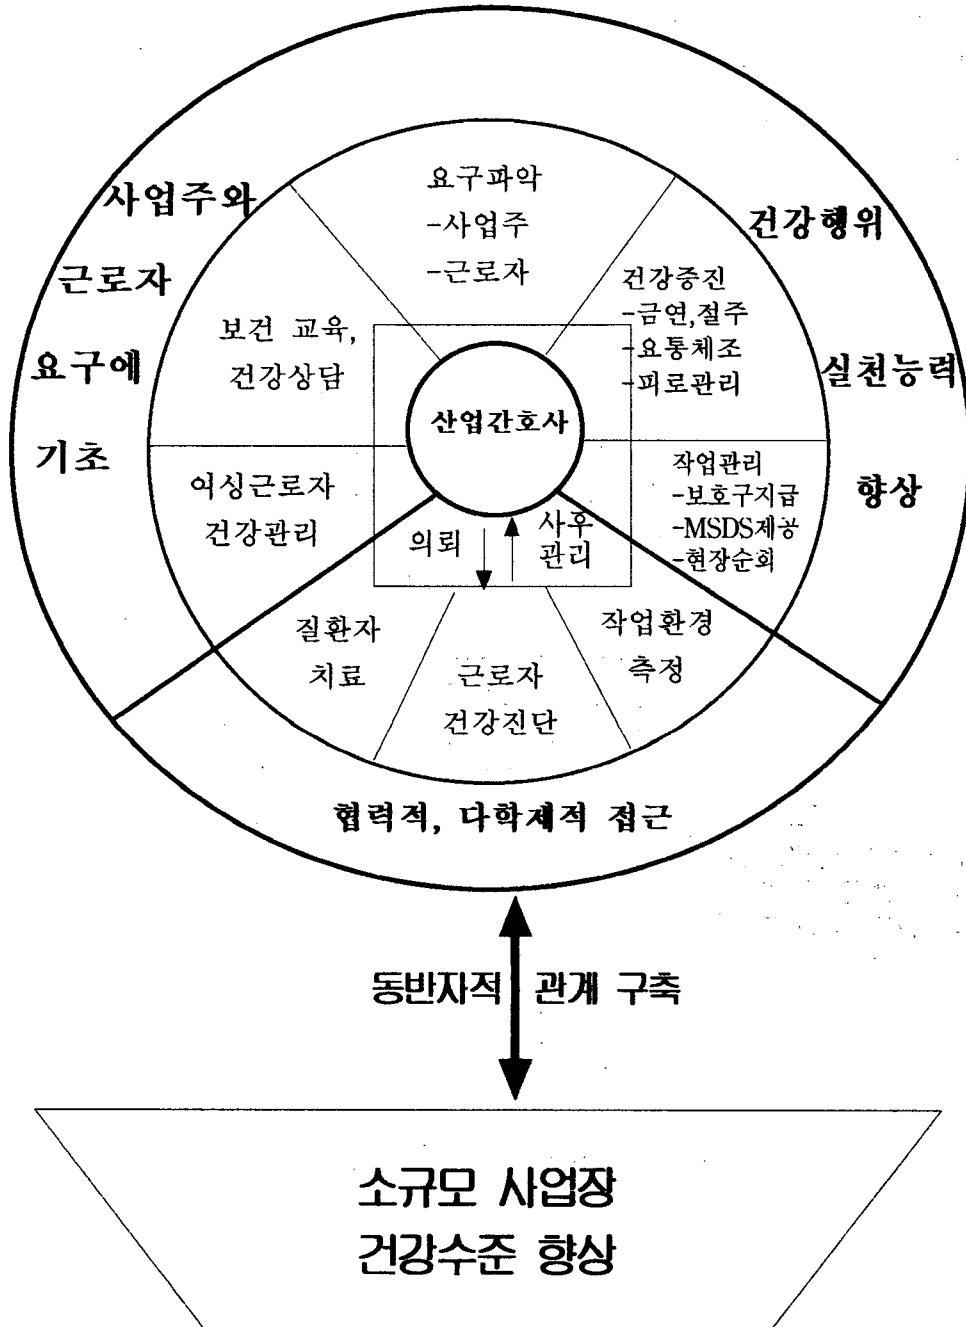 사업주와
근로자
요구에
기초
건강행위
실천능력
향상
요구파악
-사업주
-근로자
건강증진
-금연,절주
-요통체조
-피로관리
보건 교육,
건강상담
산업간호사
여성근로자
건강관리
작업관리
-보호구지급
-MSDS제공
-현장순회
의뢰
사후
관리
질환자
치료
근로자
건강진단
작업환경
측정
협력적, 다학제적 접근
동반자적 관계 구축
소규모 사업장
건강수준 향상